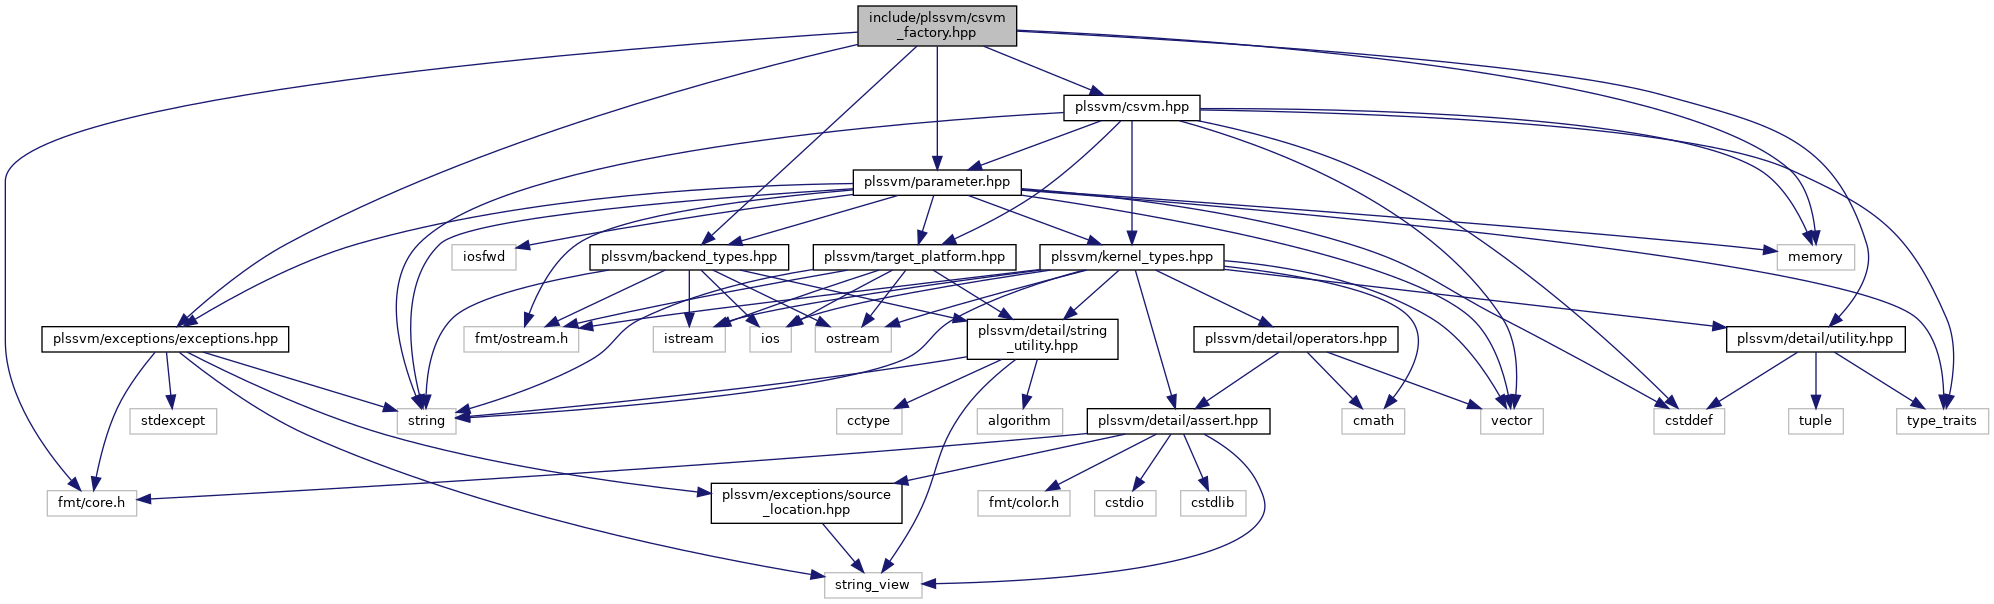 include/plssvm/csvm
_factory.hpp
plssvm/csvm.hpp
plssvm/parameter.hpp
iosfwd
plssvm/backend_types.hpp
plssvm/target_platform.hpp
plssvm/kernel_types.hpp
memory
plssvm/exceptions/exceptions.hpp
fmt/ostream.h
istream
ios
ostream
plssvm/detail/string
_utility.hpp
plssvm/detail/operators.hpp
plssvm/detail/utility.hpp
stdexcept
string
cctype
algorithm
plssvm/detail/assert.hpp
cmath
vector
cstddef
tuple
type_traits
fmt/core.h
plssvm/exceptions/source
_location.hpp
fmt/color.h
cstdio
cstdlib
string_view